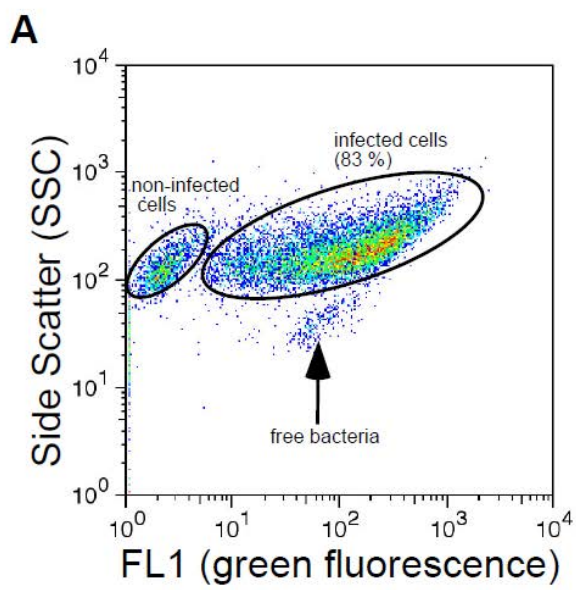 A
10^4
10^3
10^2
10^1
10^0
Side Scatter (SSC)
infected cells
(83 %)
non-infected
cells
free bacteria
10^0 10^1 10^2 10^3 10^4
FL1 (green fluorescence)